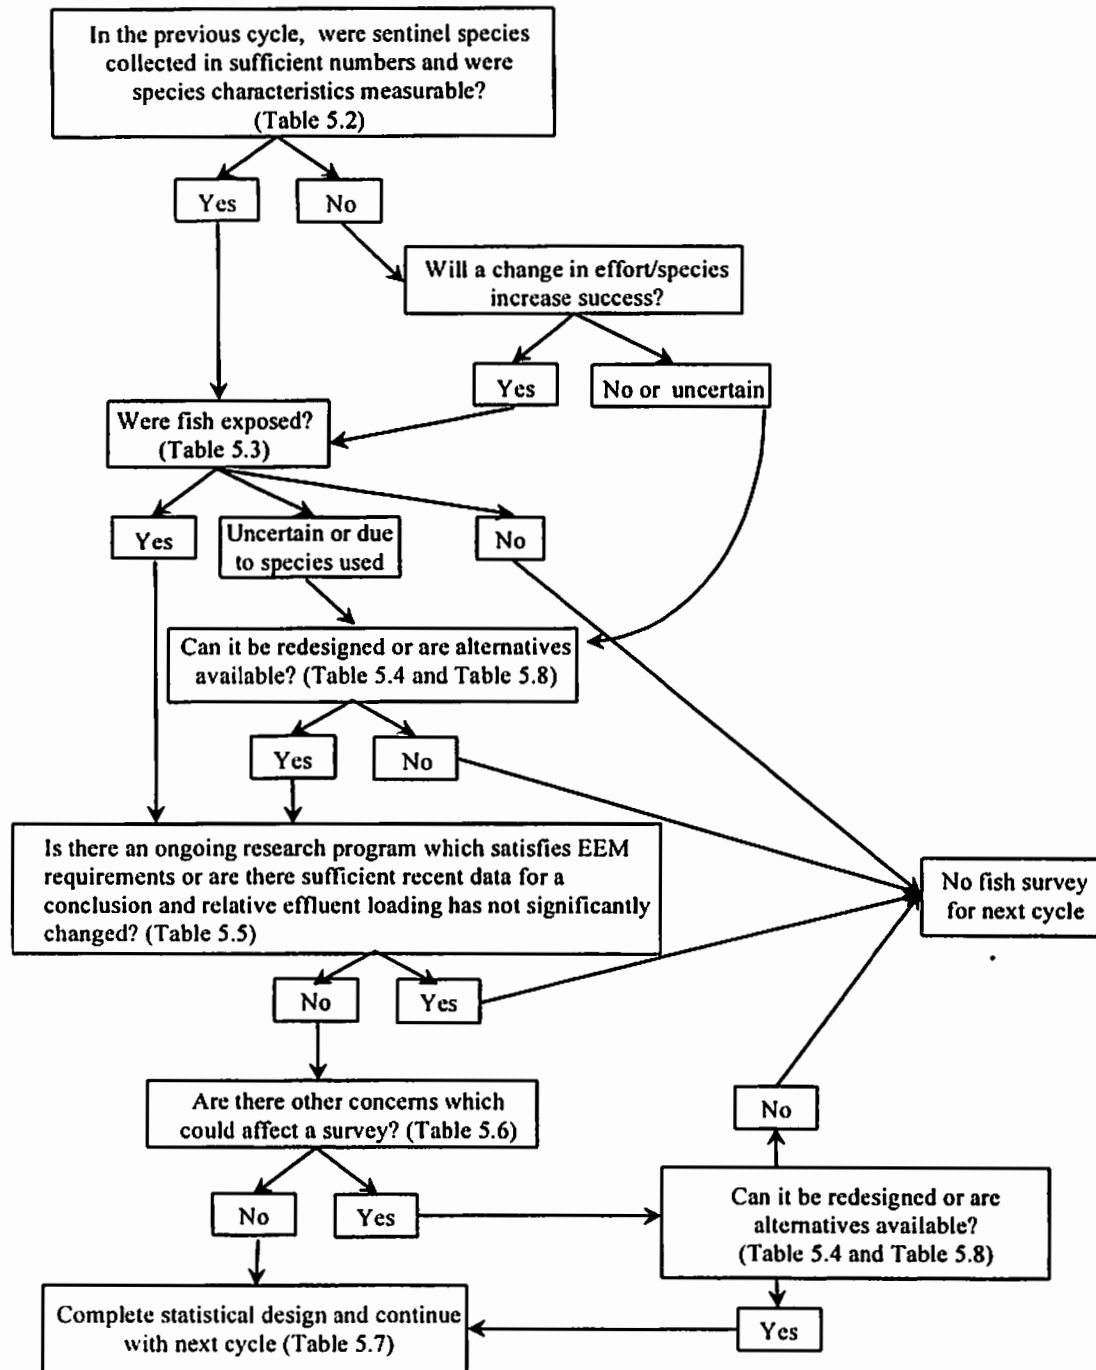 In the previous cycle, were sentinel species
collected in sufficient numbers and were
species characteristics measurable?
(Table 5.2)
Yes
No
Will a change in effort/species
increase success?
Yes
No or uncertain
Were fish exposed?
(Table 5.3)
Yes
Uncertain or due
to species used
No
Can it be redesigned or are alternatives
available? (Table 5.4 and Table 5.8)
Yes
No
Is there an ongoing research program which satisfies EEM
requirements or are there sufficient recent data for a
conclusion and relative effluent loading has not significantly
changed? (Table 5.5)
No fish survey
for next cycle
No
Yes
Are there other concerns which
could affect a survey? (Table 5.6)
No
No
Yes
Can it be redesigned or are
alternatives available?
(Table 5.4 and Table 5.8)
Complete statistical design and continue
with next cycle (Table 5.7)
Yes